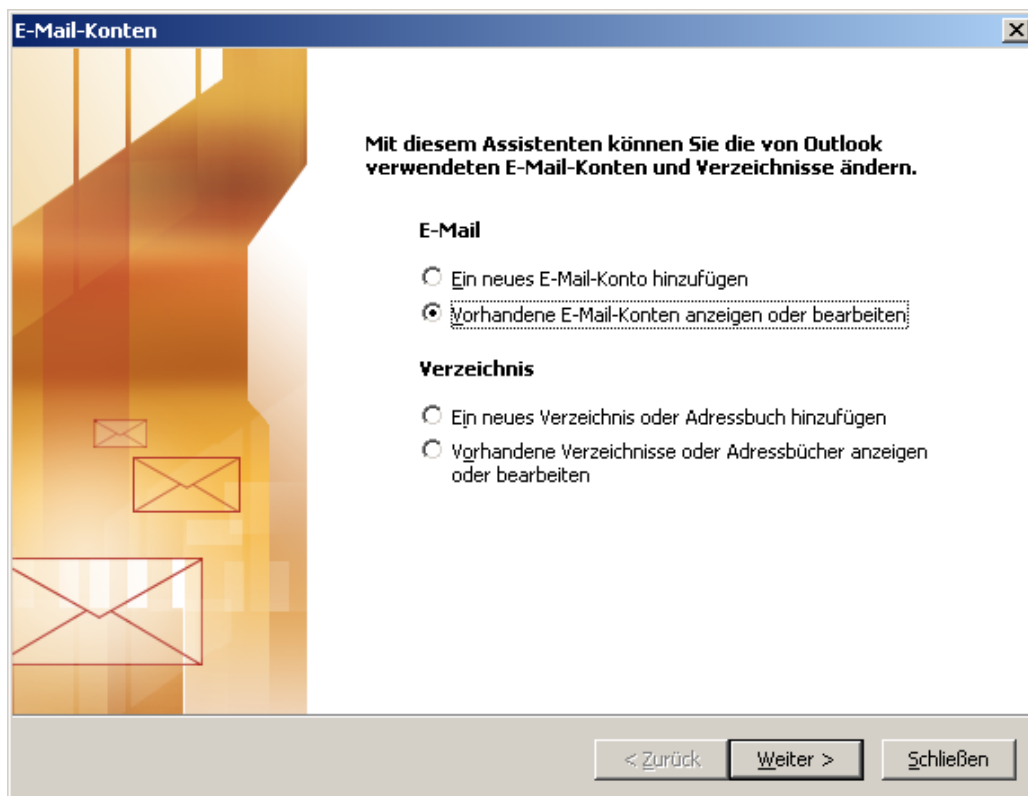 E-Mail-Konten
Mit diesem Assistenten können Sie die von Outlook
verwendeten E-Mail-Konten und Verzeichnisse ändern.
E-Mail
Ein neues E-Mail-Konto hinzufügen
Vorhandene E-Mail-Konten anzeigen oder bearbeiten
Verzeichnis
Ein neues Verzeichnis oder Adressbuch hinzufügen
Vorhandene Verzeichnisse oder Adressbücher anzeigen
oder bearbeiten
< Zurück
Weiter >
Schließen